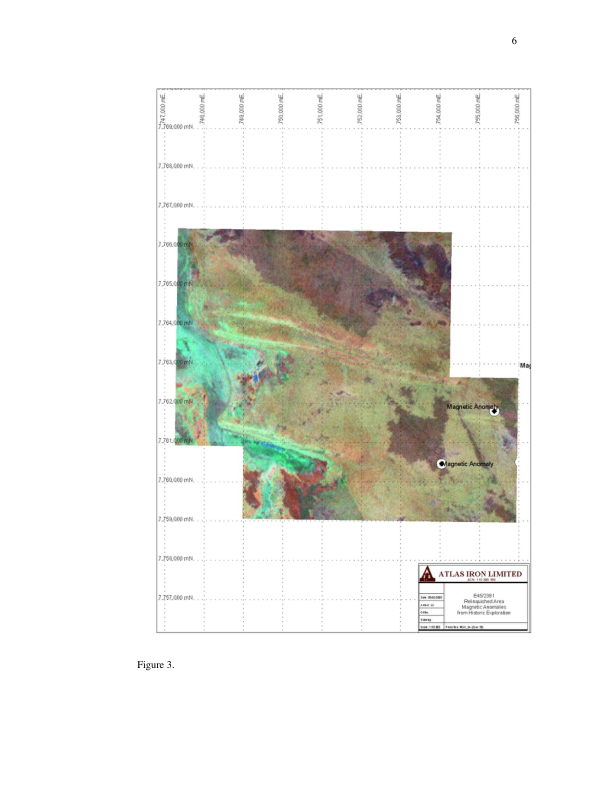 6
747,000 mE.
748,000 mE.
749,000 mE.
750,000 mE.
751,000 mE.
752,000 mE.
753,000 mE.
754,000 mE.
755,000 mE.
756,000 mE.
7,769,000 mN.
7,768,000 mN.
7,767,000 mN.
7,766,000 mN.
7,765,000 mN.
7,764,000 mN.
7,763,000 mN.
Mag
7,762,000 mN.
Magnetic Anomaly
7,761,000 mN.
Magnetic Anomaly
7,760,000 mN.
7,759,000 mN.
7,758,000 mN.
7,757,000 mN.
ATLAS IRON LIMITED
Relinquished Area
Magnetic Anomalies
from Historic Exploration
Figure 3.